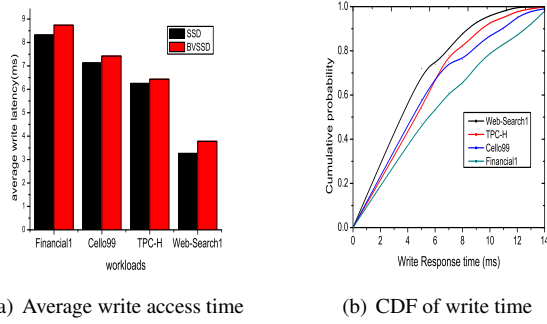 9
8
7
6
5
4
3
2
1
0
average write latency(ms)
SSD
BVSSD
Financial1
Cello99
TPC-H
Web-Search1
workloads
1.0
0.8
0.6
0.4
0.2
0.0
Cumulative probability
Web-Search1
TPC-H
Cello99
Financial1
0 2 4 6 8 10 12 14
Write Response time (ms)
a) Average write access time
(b) CDF of write time